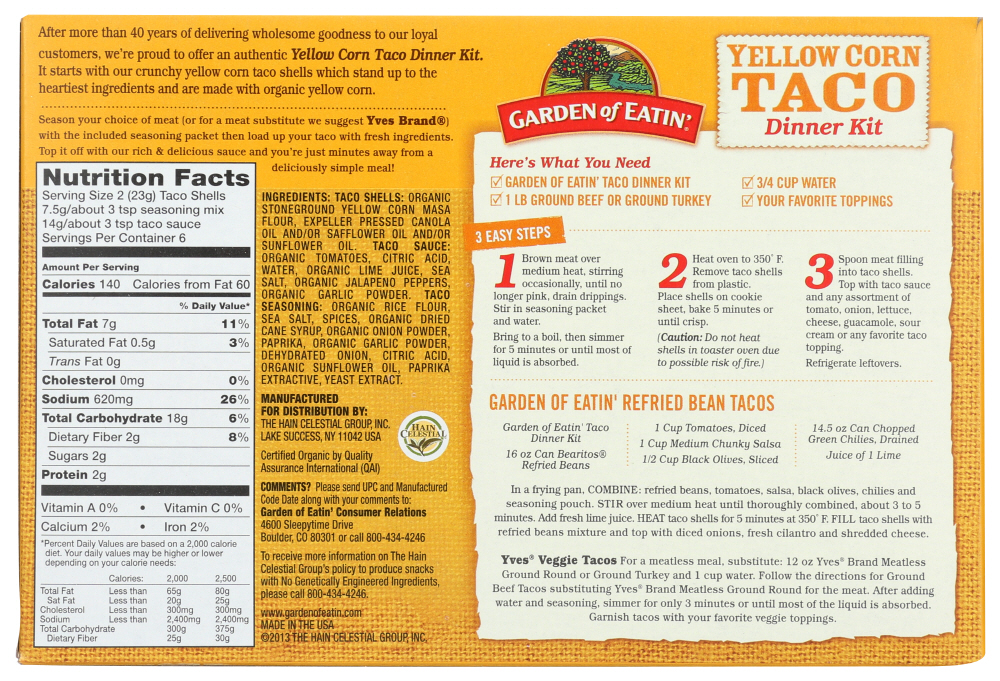 After more than 40 years of delivering wholesome goodness to our loyal
customers, we're proud to offer an authentic Yellow Corn Taco Dinner Kit.
It starts with our crunchy yellow corn taco shells which stand up to the
heartiest ingredients and are made with organic yellow corn.
Season your choice of meat (or for a meat substitute we suggest Yves Brand®)
with the included seasoning packet then load up your taco with fresh ingredients.
Top it off with our rich & delicious sauce and you're just minutes away from a
deliciously simple meal!
Nutrition Facts
Serving Size 2 (23g) Taco Shells
7.5g/about 3 tsp seasoning mix
14g/about 3 tsp taco sauce
Servings Per Container 6
Amount Per Serving
Calories 140 Calories from Fat 60
% Daily Value*
Total Fat 7g 11%
Saturated Fat 0.5g 3%
Trans Fat 0g
Cholesterol 0mg 0%
Sodium 620mg 26%
Total Carbohydrate 18g 6%
Dietary Fiber 2g 8%
Sugars 2g
Protein 2g
Vitamin A 0% • Vitamin C 0%
Calcium 2% • Iron 2%
*Percent Daily Values are based on a 2,000 calorie
diet. Your daily values may be higher or lower
depending on your calorie needs:
Calories: 2,000 2,500
Total Fat Less than 65g 80g
Sat Fat Less than 20g 25g
Cholesterol Less than 300mg 300mg
Sodium Less than 2,400mg 2,400mg
Total Carbohydrate 300g 375g
Dietary Fiber 25g 30g
INGREDIENTS: TACO SHELLS: ORGANIC
STONEGROUND YELLOW CORN MASA
FLOUR, EXPELLER PRESSED CANOLA
OIL AND/OR SAFFLOWER OIL AND/OR
SUNFLOWER OIL. TACO SAUCE:
ORGANIC TOMATOES, CITRIC ACID,
WATER, ORGANIC LIME JUICE, SEA
SALT, ORGANIC JALAPENO PEPPERS,
ORGANIC GARLIC POWDER. TACO
SEASONING: ORGANIC RICE FLOUR,
SEA SALT, SPICES, ORGANIC DRIED
CANE SYRUP, ORGANIC ONION POWDER,
PAPRIKA, ORGANIC GARLIC POWDER,
DEHYDRATED ONION, CITRIC ACID,
ORGANIC SUNFLOWER OIL, PAPRIKA
EXTRACTIVE, YEAST EXTRACT.
MANUFACTURED
FOR DISTRIBUTION BY:
THE HAIN CELESTIAL GROUP, INC.
LAKE SUCCESS, NY 11042 USA
HAIN
CELESTIAL
Certified Organic by Quality
Assurance International (QAI)
COMMENTS? Please send UPC and Manufactured
Code Date along with your comments to:
Garden of Eatin' Consumer Relations
4600 Sleepytime Drive
Boulder, CO 80301 or call 800-434-4246
To receive more information on The Hain
Celestial Group's policy to produce snacks
with No Genetically Engineered Ingredients,
please call 800-434-4246.
www.gardenofeatin.com
MADE IN THE USA
©2013 THE HAIN CELESTIAL GROUP, INC.
GARDEN of EATIN'®
YELLOW CORN
TACO
Dinner Kit
Here's What You Need
GARDEN OF EATIN' TACO DINNER KIT
1 LB GROUND BEEF OR GROUND TURKEY
3/4 CUP WATER
YOUR FAVORITE TOPPINGS
3 EASY STEPS
1 Brown meat over
medium heat, stirring
occasionally, until no
longer pink, drain drippings.
Stir in seasoning packet
and water.
Bring to a boil, then simmer
for 5 minutes or until most of
liquid is absorbed.
2 Heat oven to 350° F.
Remove taco shells
from plastic.
Place shells on cookie
sheet, bake 5 minutes or
until crisp.
(Caution: Do not heat
shells in toaster oven due
to possible risk of fire.)
3 Spoon meat filling
into taco shells.
Top with taco sauce
and any assortment of
tomato, onion, lettuce,
cheese, guacamole, sour
cream or any favorite taco
topping.
Refrigerate leftovers.
GARDEN OF EATIN' REFRIED BEAN TACOS
Garden of Eatin' Taco
Dinner Kit
16 oz Can Bearitos®
Refried Beans
1 Cup Tomatoes, Diced
1 Cup Medium Chunky Salsa
1/2 Cup Black Olives, Sliced
14.5 oz Can Chopped
Green Chilies, Drained
Juice of 1 Lime
In a frying pan, COMBINE: refried beans, tomatoes, salsa, black olives, chilies and
seasoning pouch. STIR over medium heat until thoroughly combined, about 3 to 5
minutes. Add fresh lime juice. HEAT taco shells for 5 minutes at 350° F. FILL taco shells with
refried beans mixture and top with diced onions, fresh cilantro and shredded cheese.
Yves® Veggie Tacos For a meatless meal, substitute: 12 oz Yves® Brand Meatless
Ground Round or Ground Turkey and 1 cup water. Follow the directions for Ground
Beef Tacos substituting Yves® Brand Meatless Ground Round for the meat. After adding
water and seasoning, simmer for only 3 minutes or until most of the liquid is absorbed.
Garnish tacos with your favorite veggie toppings.